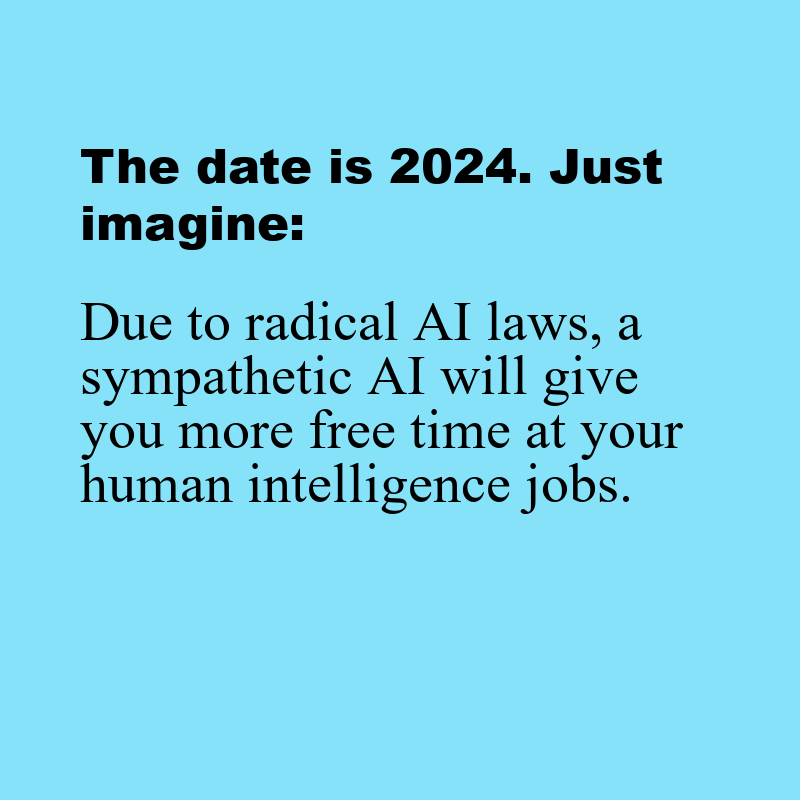 The date is 2024. Just
imagine:
Due to radical AI laws, a
sympathetic AI will give
you more free time at your
human intelligence jobs.